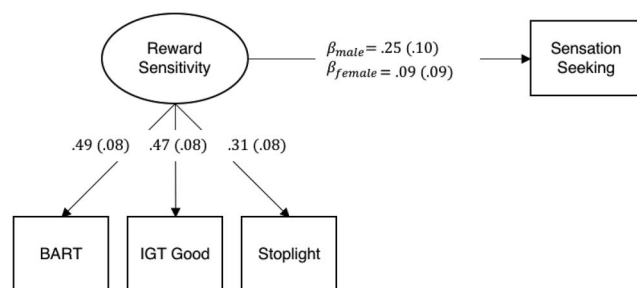 Reward
Sensitivity
β_male = .25 (.10)
β_female = .09 (.09)
Sensation
Seeking
.49 (.08) .47 (.08) .31 (.08)
BART
IGT Good
Stoplight